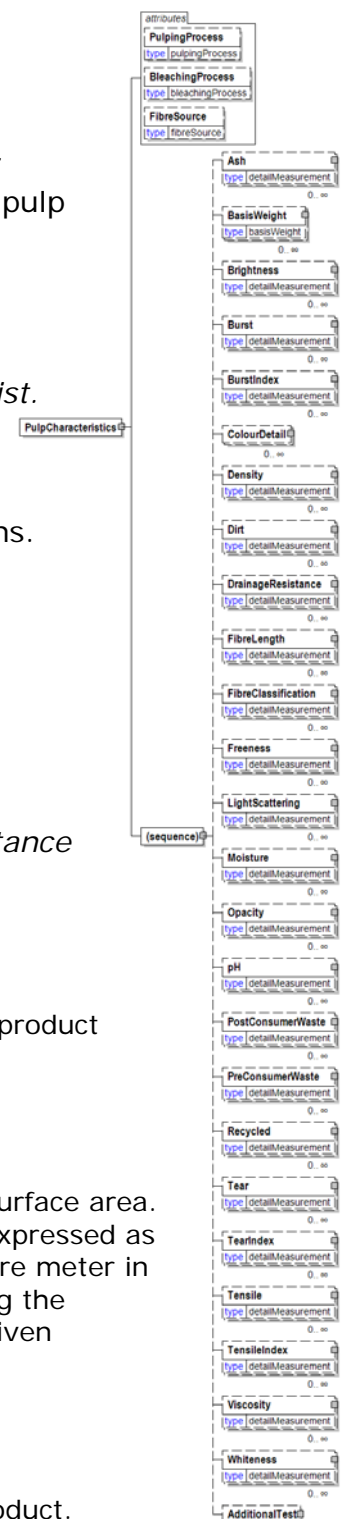 pulp
ist.
ns.
tance
product
urface area.
xpressed as
re meter in
g the
iven
oduct.
PulpCharacteristics
attributes
PulpingProcess
type pulpingProcess
BleachingProcess
type bleachingProcess
FibreSource
type fibreSource
(sequence)
Ash
type detailMeasurement
0.. ∞
BasisWeight
type basisWeight
0.. ∞
Brightness
type detailMeasurement
0.. ∞
Burst
type detailMeasurement
0.. ∞
BurstIndex
type detailMeasurement
0.. ∞
ColourDetail
0.. ∞
Density
type detailMeasurement
0.. ∞
Dirt
type detailMeasurement
0.. ∞
DrainageResistance
type detailMeasurement
0.. ∞
FibreLength
type detailMeasurement
0.. ∞
FibreClassification
type detailMeasurement
0.. ∞
Freeness
type detailMeasurement
0.. ∞
LightScattering
type detailMeasurement
0.. ∞
Moisture
type detailMeasurement
0.. ∞
Opacity
type detailMeasurement
0.. ∞
pH
type detailMeasurement
0.. ∞
PostConsumerWaste
type detailMeasurement
0.. ∞
PreConsumerWaste
type detailMeasurement
0.. ∞
Recycled
type detailMeasurement
0.. ∞
Tear
type detailMeasurement
0.. ∞
TearIndex
type detailMeasurement
0.. ∞
Tensile
type detailMeasurement
0.. ∞
TensileIndex
type detailMeasurement
0.. ∞
Viscosity
type detailMeasurement
0.. ∞
Whiteness
type detailMeasurement
0.. ∞
AdditionalTest